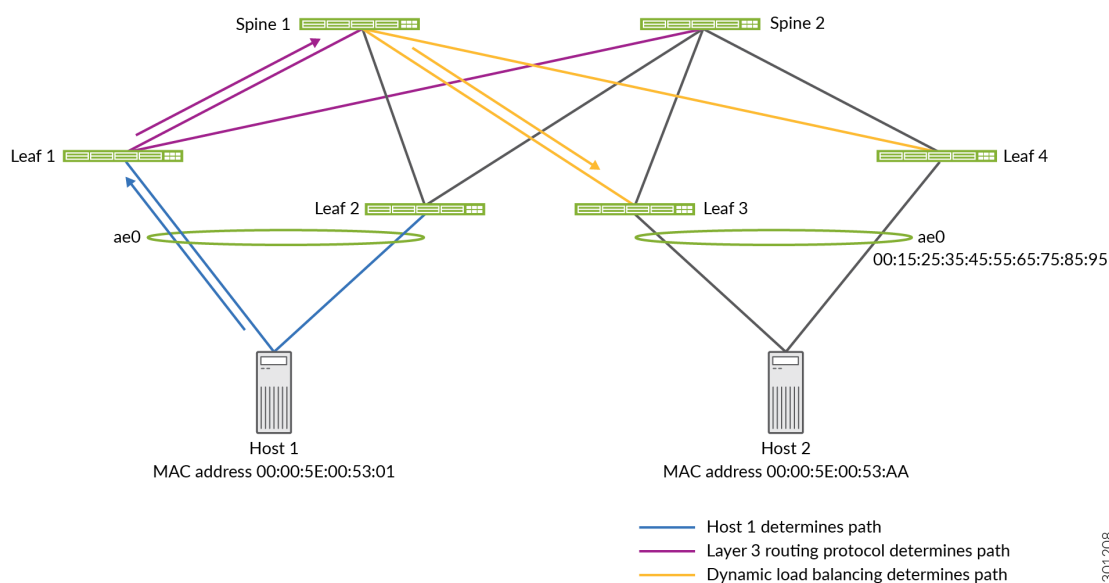 Spine 1
Spine 2
Leaf 1
Leaf 4
Leaf 2
Leaf 3
ae0
ae0
00:15:25:35:45:55:65:75:85:95
Host 1
MAC address 00:00:5E:00:53:01
Host 2
MAC address 00:00:5E:00:53:AA
Host 1 determines path
Layer 3 routing protocol determines path
Dynamic load balancing determines path
301208